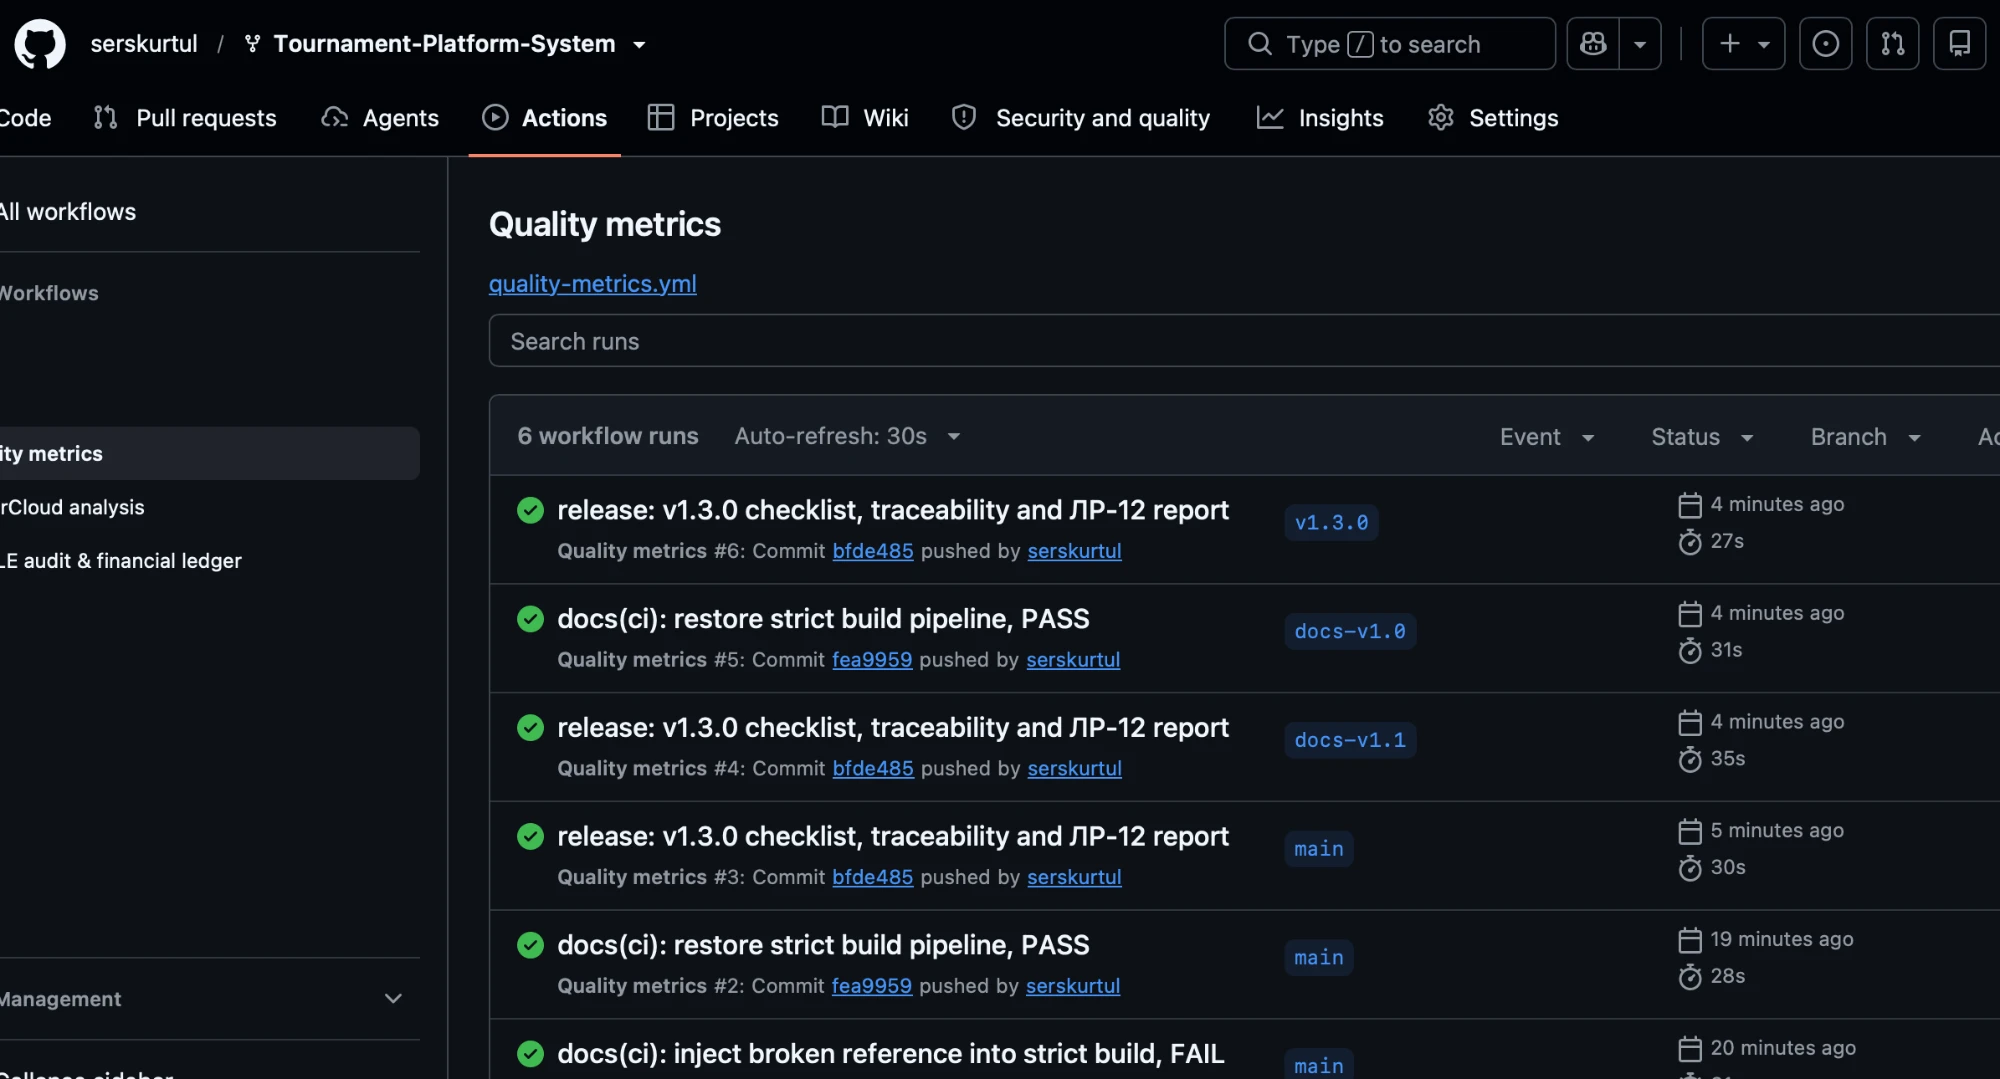 serskurtul / Tournament-Platform-System
Type / to search
Code
Pull requests
Agents
Actions
Projects
Wiki
Security and quality
Insights
Settings
All workflows
Workflows
ity metrics
rCloud analysis
LE audit & financial ledger
Management
Quality metrics
quality-metrics.yml
Search runs
6 workflow runs
Auto-refresh: 30s
Event
Status
Branch
Ac
release: v1.3.0 checklist, traceability and ЛР-12 report
v1.3.0
4 minutes ago
Quality metrics #6: Commit bfde485 pushed by serskurtul
27s
docs(ci): restore strict build pipeline, PASS
docs-v1.0
4 minutes ago
Quality metrics #5: Commit fea9959 pushed by serskurtul
31s
release: v1.3.0 checklist, traceability and ЛР-12 report
docs-v1.1
4 minutes ago
Quality metrics #4: Commit bfde485 pushed by serskurtul
35s
release: v1.3.0 checklist, traceability and ЛР-12 report
main
5 minutes ago
Quality metrics #3: Commit bfde485 pushed by serskurtul
30s
docs(ci): restore strict build pipeline, PASS
main
19 minutes ago
Quality metrics #2: Commit fea9959 pushed by serskurtul
28s
docs(ci): inject broken reference into strict build, FAIL
main
20 minutes ago